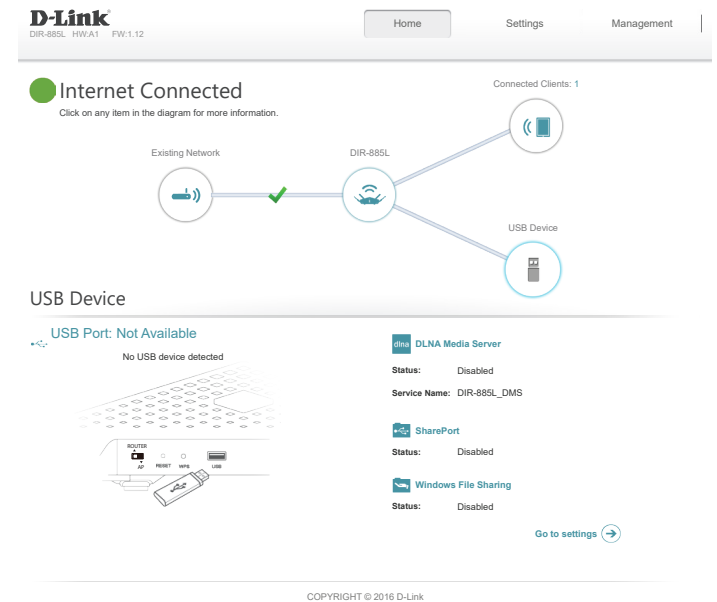 D-Link
DIR-885L HW:A1 FW:1.12
Home
Settings
Management
Internet Connected
Click on any item in the diagram for more information.
Connected Clients: 1
Existing Network
DIR-885L
USB Device
USB Device
USB Port: Not Available
No USB device detected
ROUTER
AP
RESET
WPS
USB
dlna DLNA Media Server
Status: Disabled
Service Name: DIR-885L_DMS
SharePort
Status: Disabled
Windows File Sharing
Status: Disabled
Go to settings
COPYRIGHT © 2016 D-Link